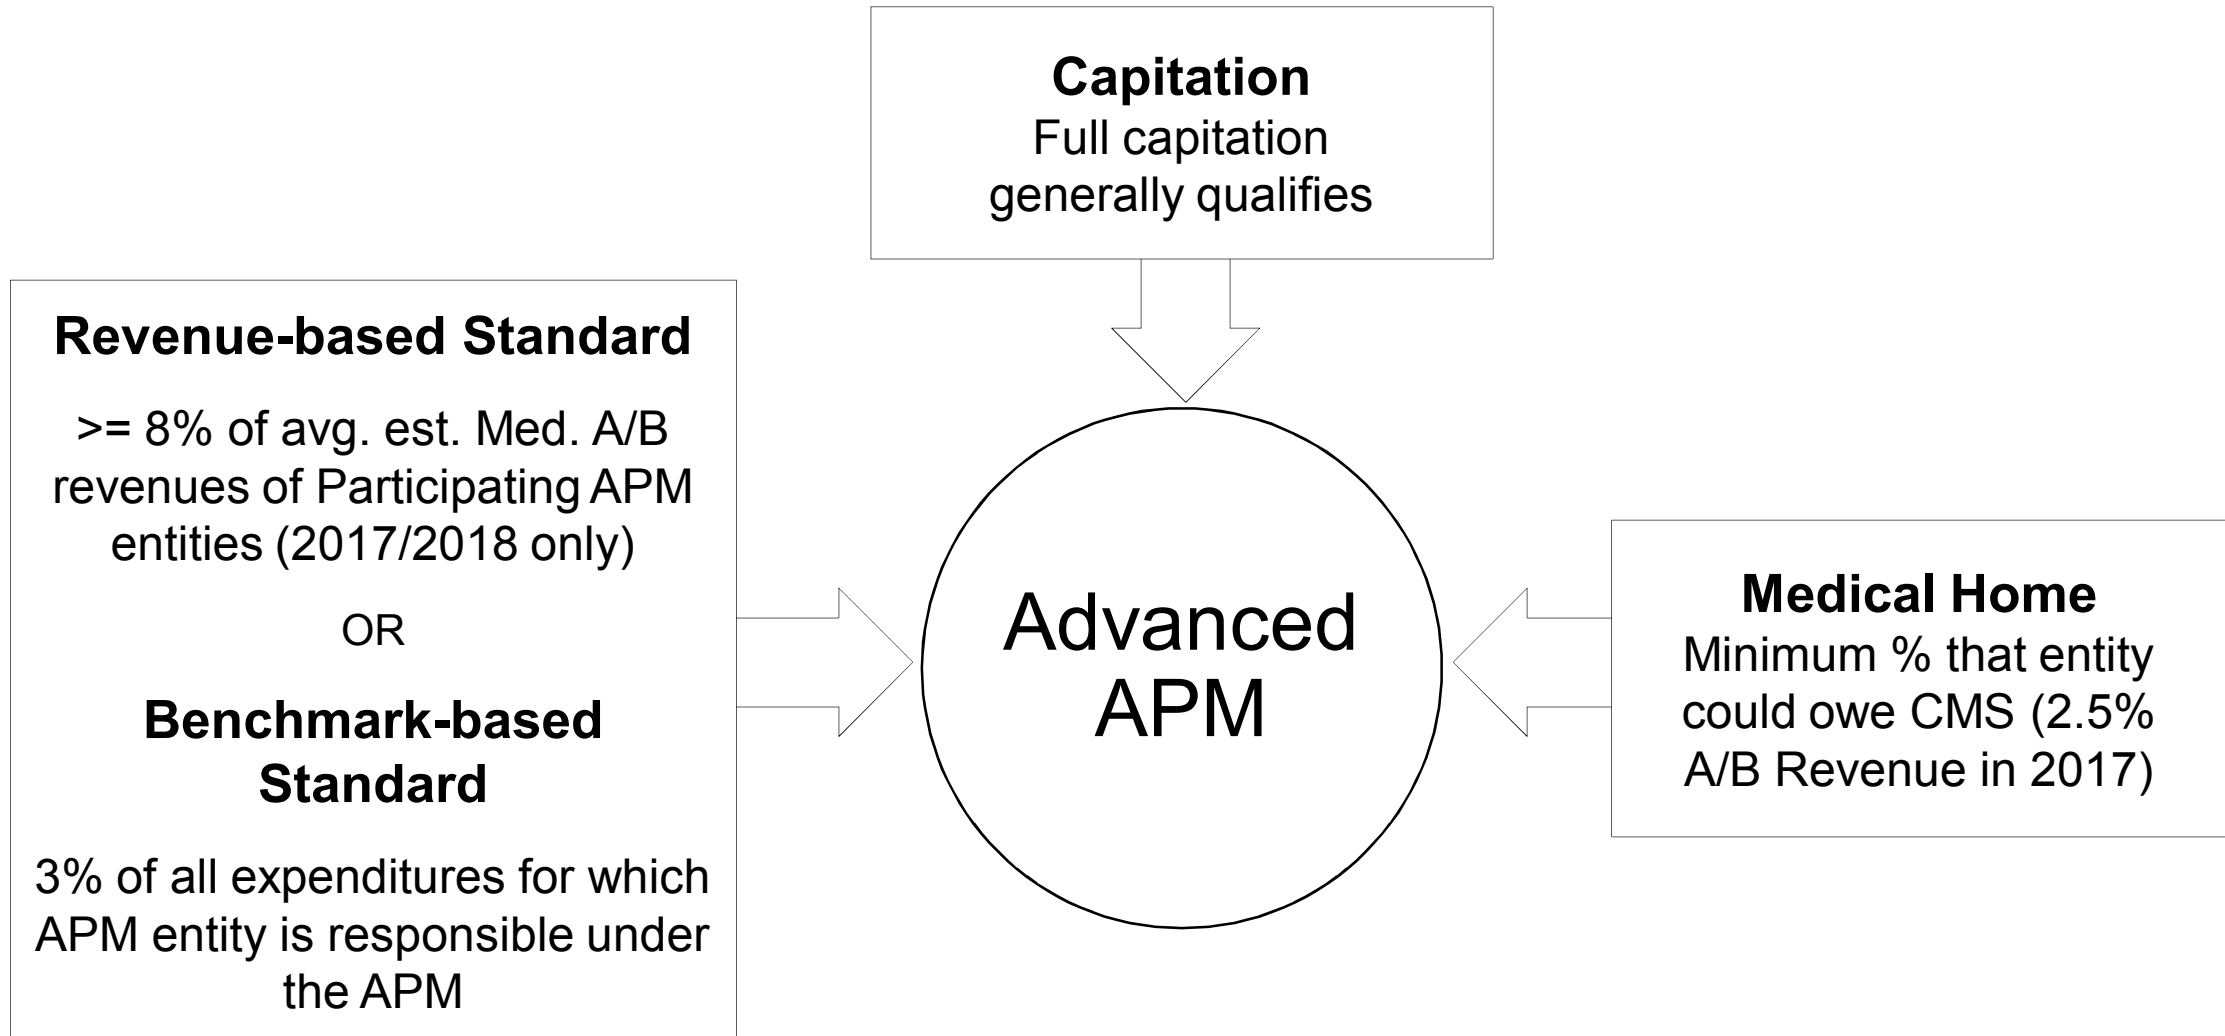 Capitation
Full capitation
generally qualifies
Revenue-based Standard
>= 8% of avg. est. Med. A/B
revenues of Participating APM
entities (2017/2018 only)
OR
Benchmark-based
Standard
3% of all expenditures for which
APM entity is responsible under
the APM
Advanced
APM
Medical Home
Minimum % that entity
could owe CMS (2.5%
A/B Revenue in 2017)